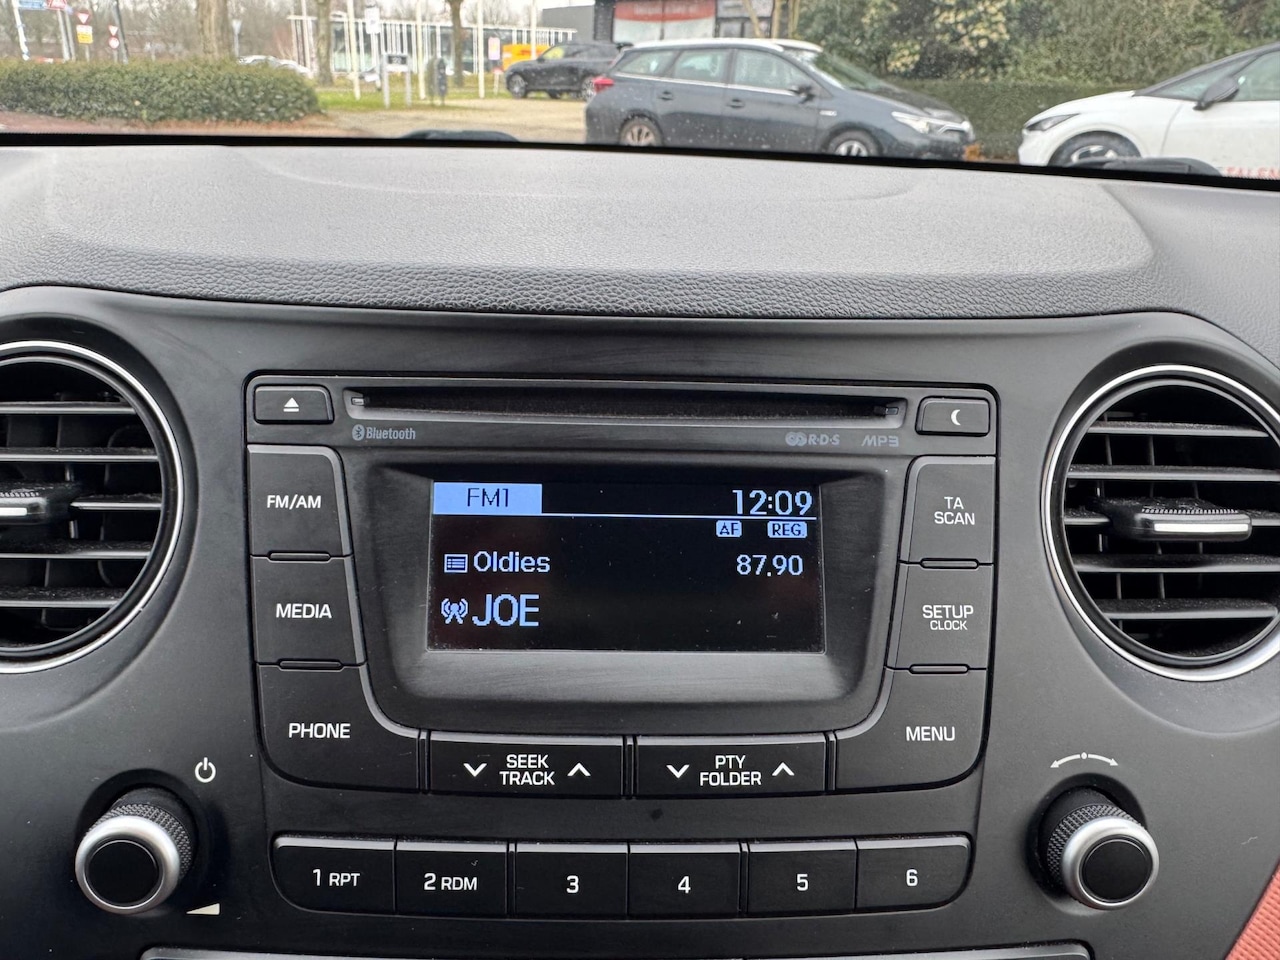 Bluetooth
R·D·S
MP3
FM/AM
MEDIA
PHONE
FM1
12:09
AF
REG.
Oldies
87.90
JOE
TA
SCAN
SETUP
CLOCK
MENU
SEEK
TRACK
PTY
FOLDER
1 RPT
2 RDM
3
4
5
6